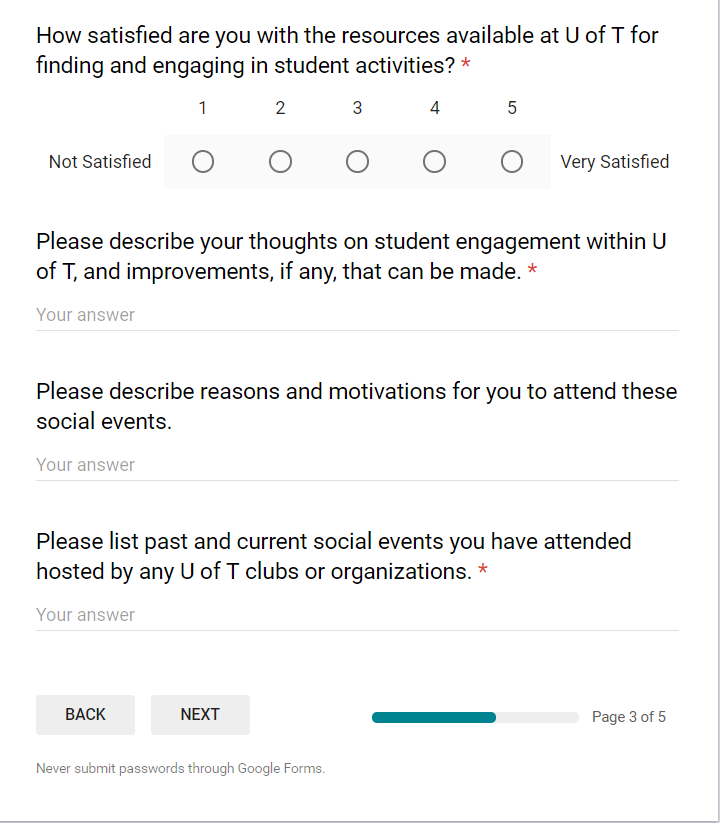 How satisfied are you with the resources available at U of T for
finding and engaging in student activities? *
1 2 3 4 5
Not Satisfied Very Satisfied
Please describe your thoughts on student engagement within U
of T, and improvements, if any, that can be made. *
Your answer
Please describe reasons and motivations for you to attend these
social events.
Your answer
Please list past and current social events you have attended
hosted by any U of T clubs or organizations. *
Your answer
BACK NEXT Page 3 of 5
Never submit passwords through Google Forms.